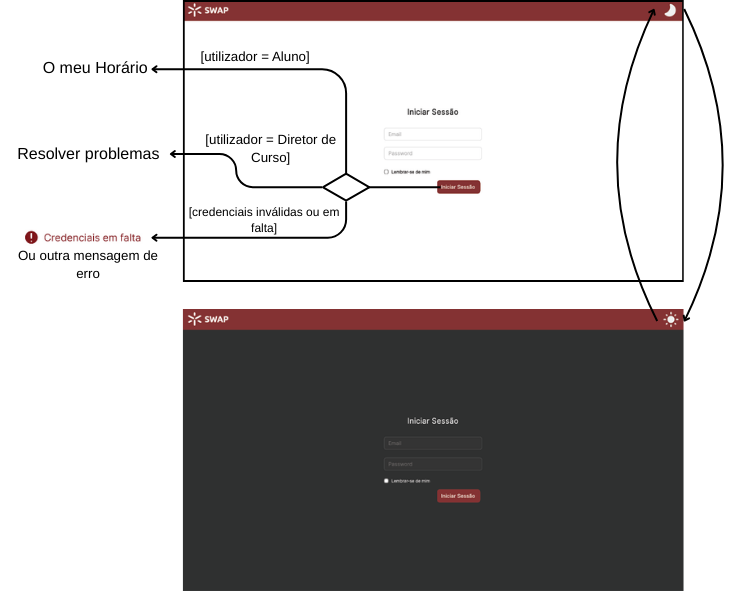 SWAP
[utilizador = Aluno]
O meu Horário
Iniciar Sessão
Email
[utilizador = Diretor de
Curso]
Resolver problemas
Password
Lembrar-se de mim
Iniciar Sessão
[credenciais inválidas ou em
falta]
Credenciais em falta
Ou outra mensagem de
erro
SWAP
Iniciar Sessão
Email
Password
Lembrar-se de mim
Iniciar Sessão